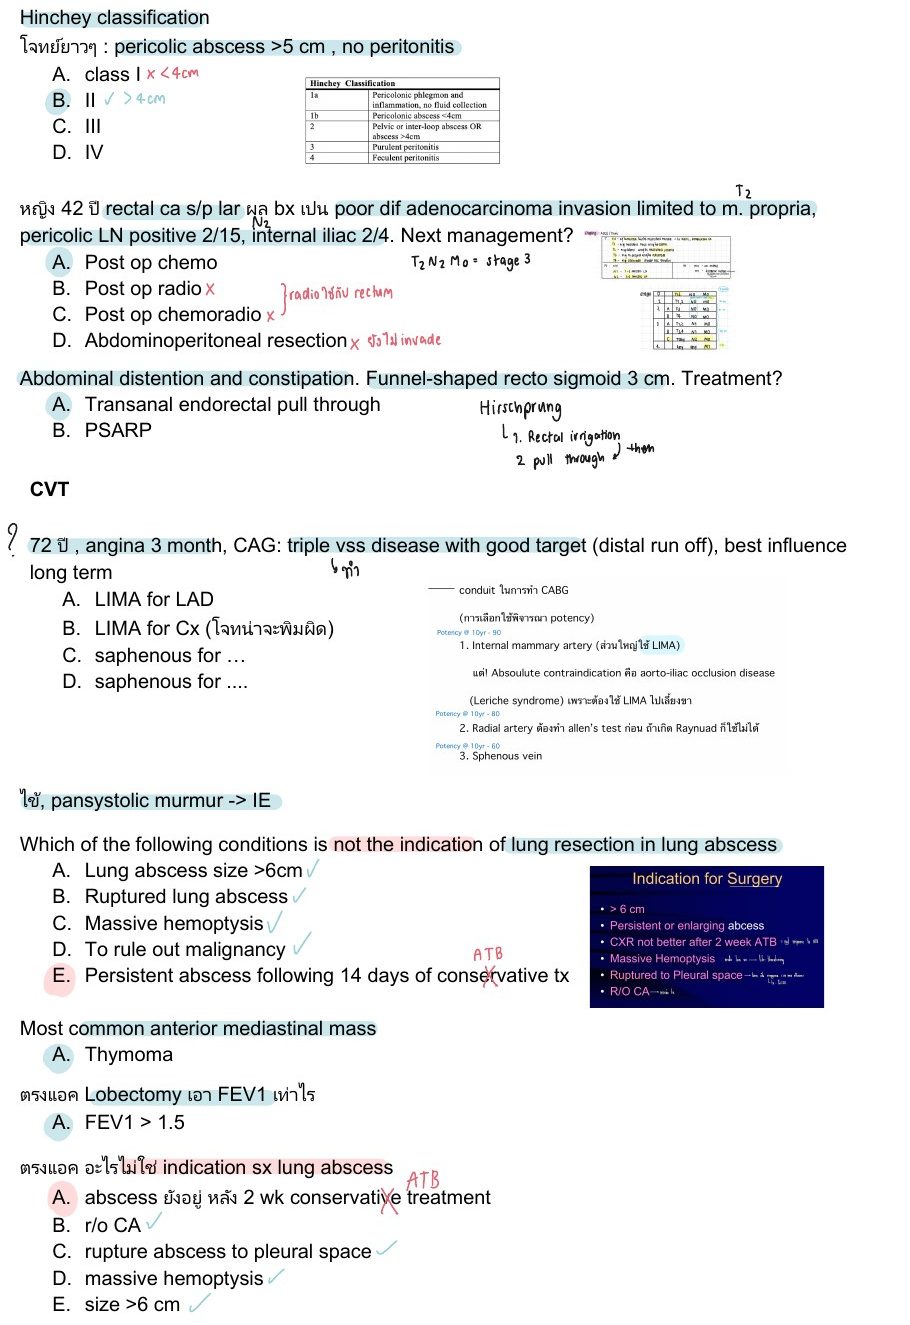 Hinchey classification
โจทย์ยาวๆ : pericolic abscess >5 cm , no peritonitis
A. class I x <4cm
B. II ✓ >4cm
C. III
D. IV
Hinchey Classification
1a Pericolonic phlegmon and inflammation, no fluid collection
1b Pericolonic abscess <4cm
2 Pelvic or inter-loop abscess OR abscess >4cm
3 Purulent peritonitis
4 Feculent peritonitis
T2
หญิง 42 ปี rectal ca s/p lar ผล bx เปน poor dif adenocarcinoma invasion limited to m. propria,
N2
pericolic LN positive 2/15, internal iliac 2/4. Next management?
A. Post op chemo
T2 N2 M0 = stage 3
B. Post op radio x
C. Post op chemoradio x
radio ใช้กับ rectum
D. Abdominoperitoneal resection x ยังไม่ invade
Abdominal distention and constipation. Funnel-shaped recto sigmoid 3 cm. Treatment?
A. Transanal endorectal pull through
B. PSARP
Hirschprung
1. Rectal irrigation
2 pull through
then
CVT
?
72 ปี , angina 3 month, CAG: triple vss disease with good target (distal run off), best influence
long term
ทำ
A. LIMA for LAD
B. LIMA for Cx (โจทน่าจะพิมผิด)
C. saphenous for …
D. saphenous for ....
conduit ในการทำ CABG
(การเลือกใช้พิจารณา potency)
Potency @ 10yr - 90
1. Internal mammary artery (ส่วนใหญ่ใช้ LIMA)
แต่! Absoulute contraindication คือ aorto-iliac occlusion disease
(Leriche syndrome) เพราะต้องใช้ LIMA ไปเลี้ยงขา
Potency @ 10yr - 80
2. Radial artery ต้องทำ allen's test ก่อน ถ้าเกิด Raynuad ก็ใช้ไม่ได้
Potency @ 10yr - 60
3. Sphenous vein
ไข้, pansystolic murmur -> IE
Which of the following conditions is not the indication of lung resection in lung abscess
A. Lung abscess size >6cm ✓
B. Ruptured lung abscess ✓
C. Massive hemoptysis ✓
D. To rule out malignancy ✓
ATB
E. Persistent abscess following 14 days of conservative tx
Indication for Surgery
• > 6 cm
• Persistent or enlarging abcess
• CXR not better after 2 week ATB
• Massive Hemoptysis
• Ruptured to Pleural space
• R/O CA
Most common anterior mediastinal mass
A. Thymoma
ตรงแอค Lobectomy เอา FEV1 เท่าไร
A. FEV1 > 1.5
ตรงแอค อะไรไม่ใช่ indication sx lung abscess
ATB
A. abscess ยังอยู่ หลัง 2 wk conservative treatment
B. r/o CA ✓
C. rupture abscess to pleural space ✓
D. massive hemoptysis ✓
E. size >6 cm ✓